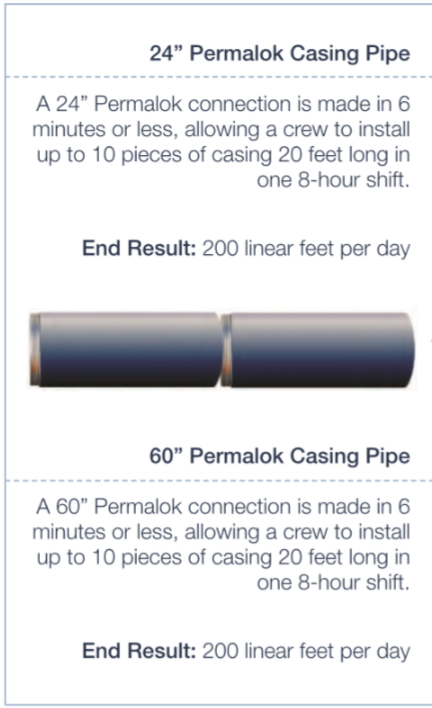 24” Permalok Casing Pipe
A 24” Permalok connection is made in 6
minutes or less, allowing a crew to install
up to 10 pieces of casing 20 feet long in
one 8-hour shift.
End Result: 200 linear feet per day
60” Permalok Casing Pipe
A 60” Permalok connection is made in 6
minutes or less, allowing a crew to install
up to 10 pieces of casing 20 feet long in
one 8-hour shift.
End Result: 200 linear feet per day